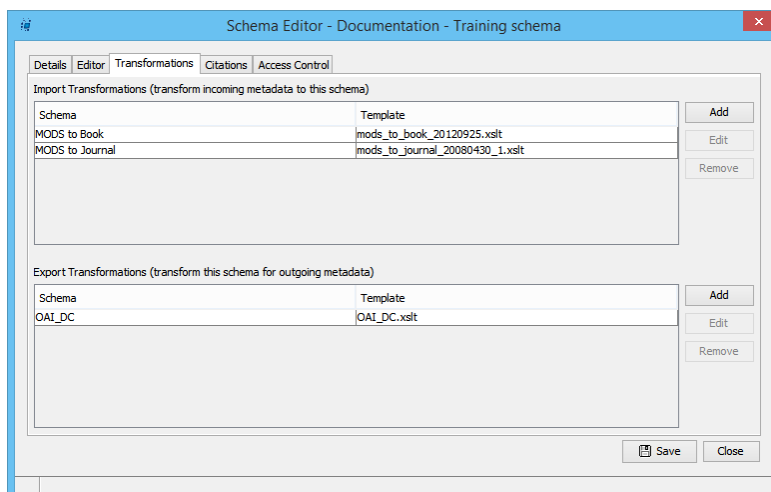 Schema Editor - Documentation - Training schema
Details Editor Transformations Citations Access Control
Import Transformations (transform incoming metadata to this schema)
Schema Template Add
MODS to Book mods_to_book_20120925.xslt Edit
MODS to Journal mods_to_journal_20080430_1.xslt
Remove
Export Transformations (transform this schema for outgoing metadata)
Schema Template Add
OAI_DC OAI_DC.xslt Edit
Remove
Save Close